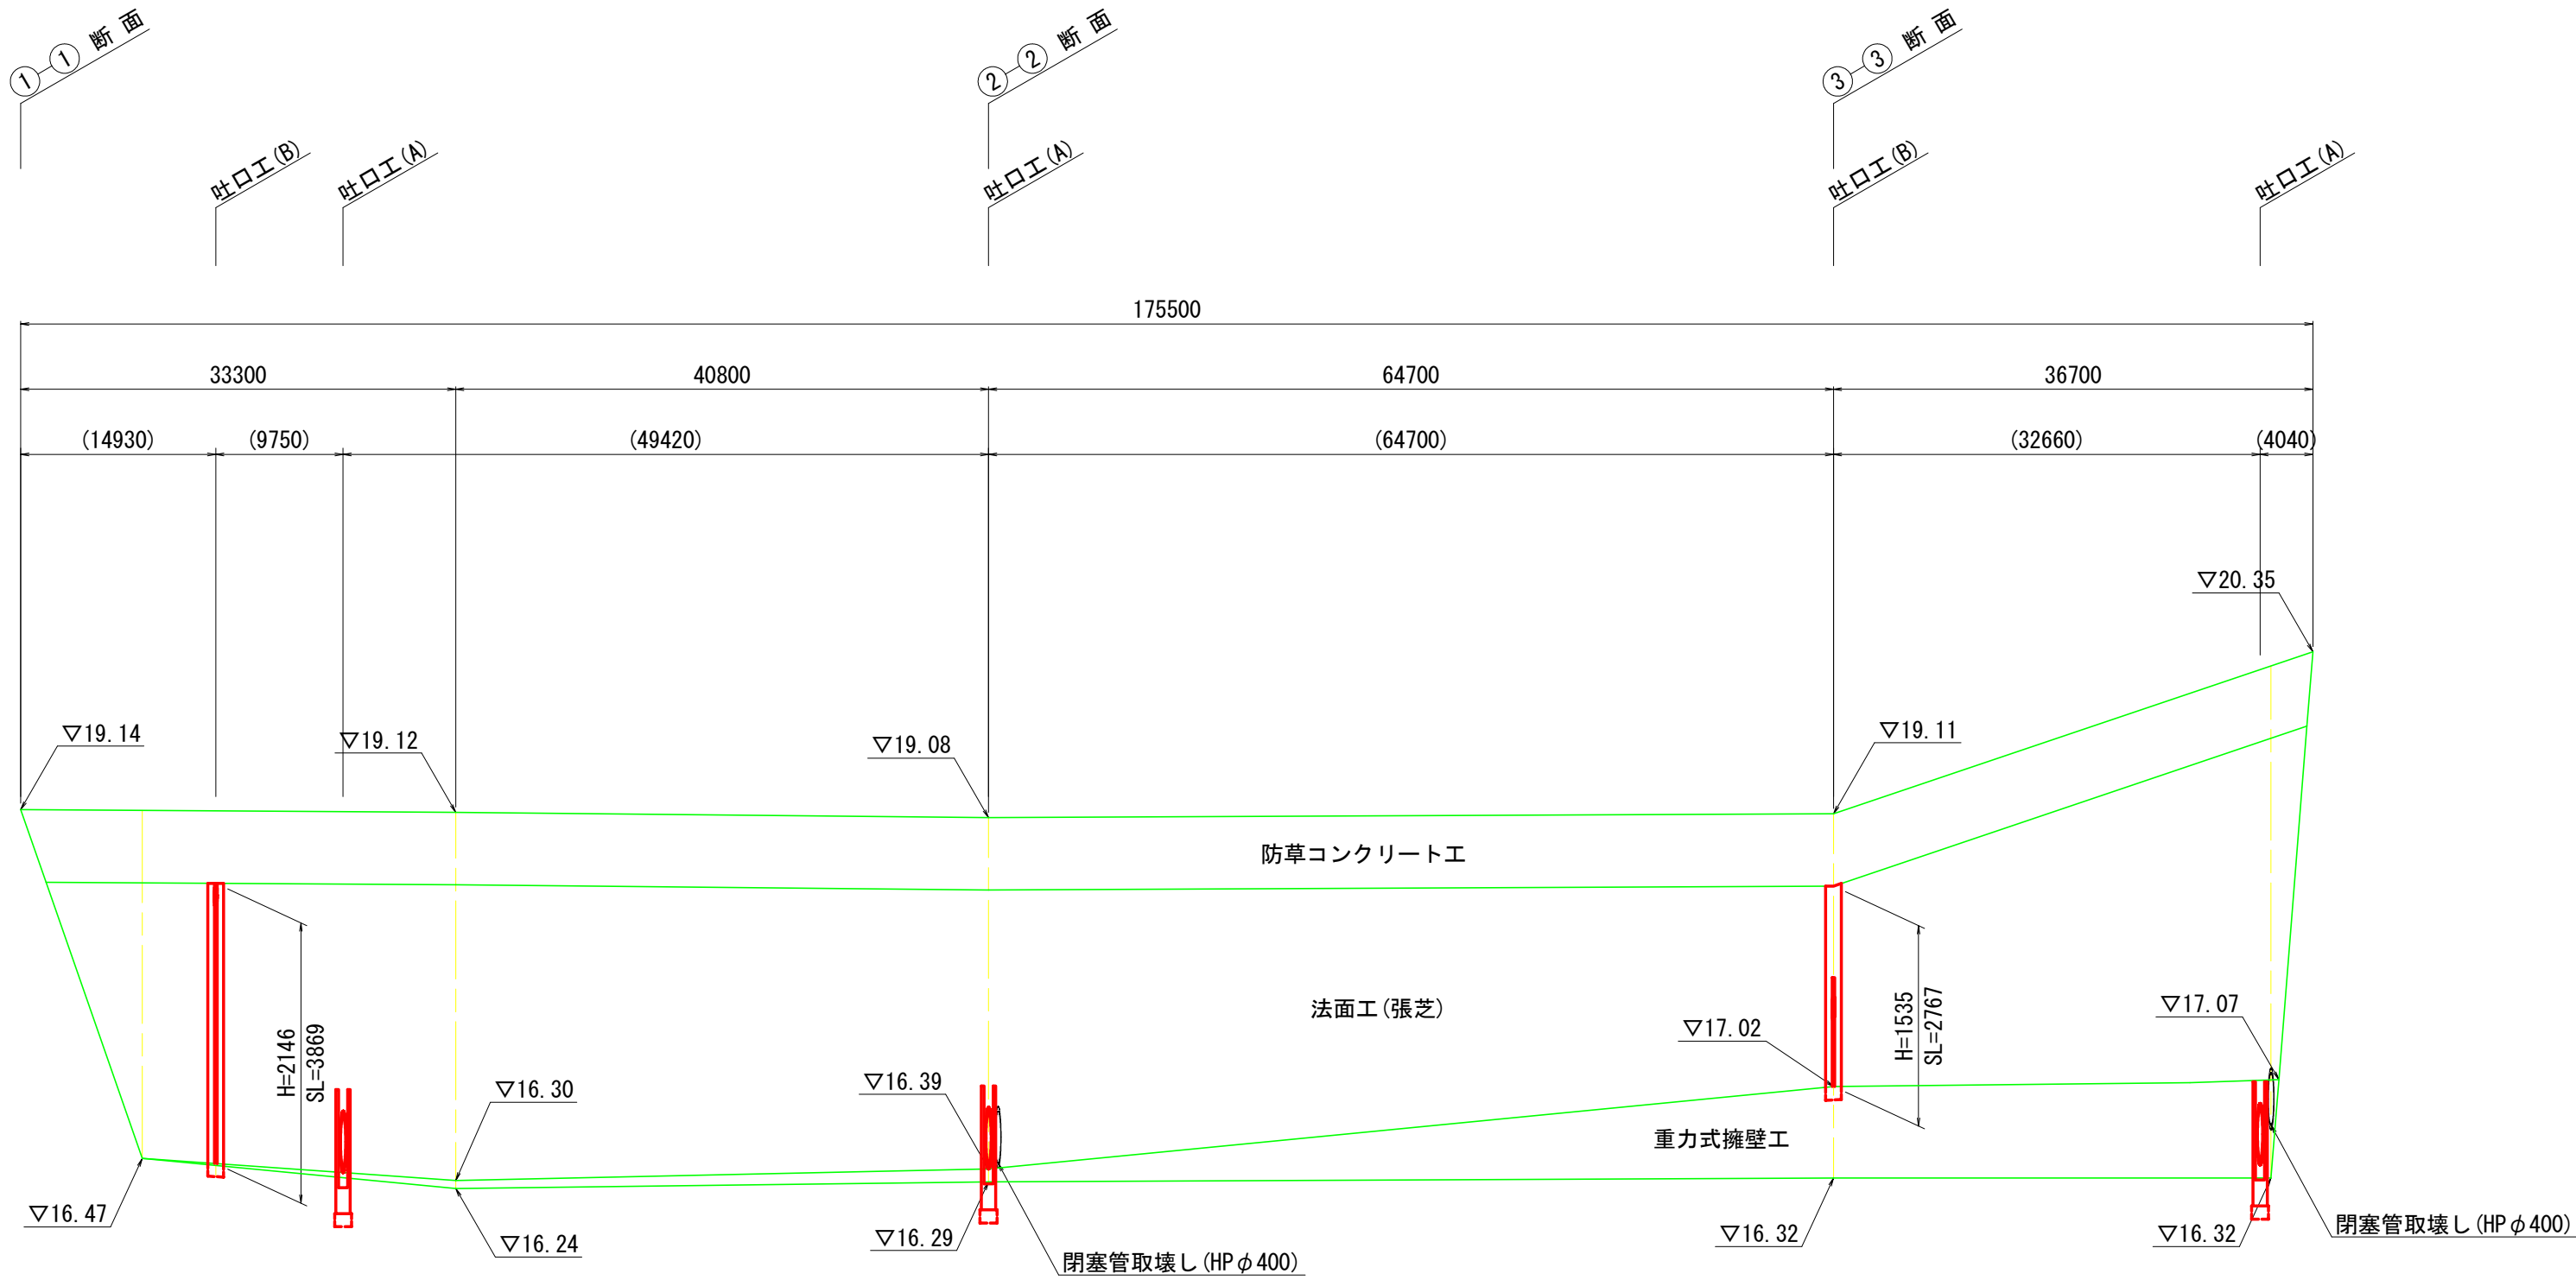 ①-① 断面
②-② 断面
③-③ 断面
吐口工(B)
吐口工(A)
吐口工(A)
吐口工(B)
吐口工(A)
175500
33300
40800
64700
36700
(14930)
(9750)
(49420)
(64700)
(32660)
(4040)
▽20.35
▽19.14
▽19.12
▽19.08
▽19.11
防草コンクリート工
法面工(張芝)
重力式擁壁工
H=2146
SL=3869
H=1535
SL=2767
▽17.02
▽17.07
▽16.30
▽16.39
▽16.47
▽16.24
▽16.29
▽16.32
▽16.32
閉塞管取壊し(HPφ400)
閉塞管取壊し(HPφ400)